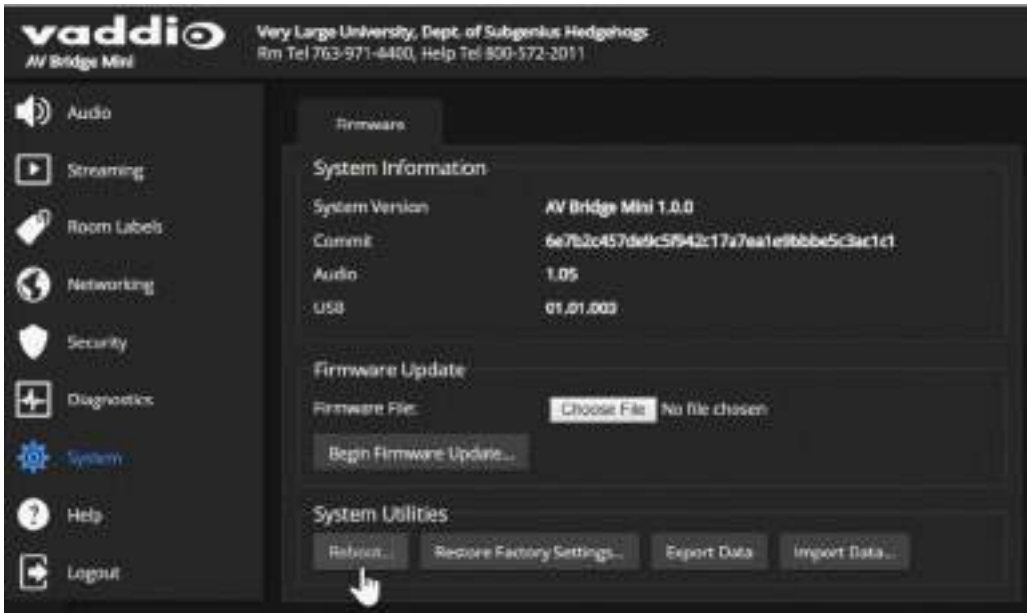 vaddio
AV Bridge Mini
Very Large University, Dept. of Subgenius Hedgehogs
Rm Tel 763-971-4400, Help Tel 800-572-2011
Audio
Streaming
Room Labels
Networking
Security
Diagnostics
System
Help
Logout
Firmware
System Information
System Version AV Bridge Mini 1.0.0
Commit 6e7b2c457de9c5f942c17a7ea1e9bbbe5c3ac1c1
Audio 1.05
USB 01.01.003
Firmware Update
Firmware File: Choose File No file chosen
Begin Firmware Update...
System Utilities
Reboot... Restore Factory Settings... Export Data Import Data...